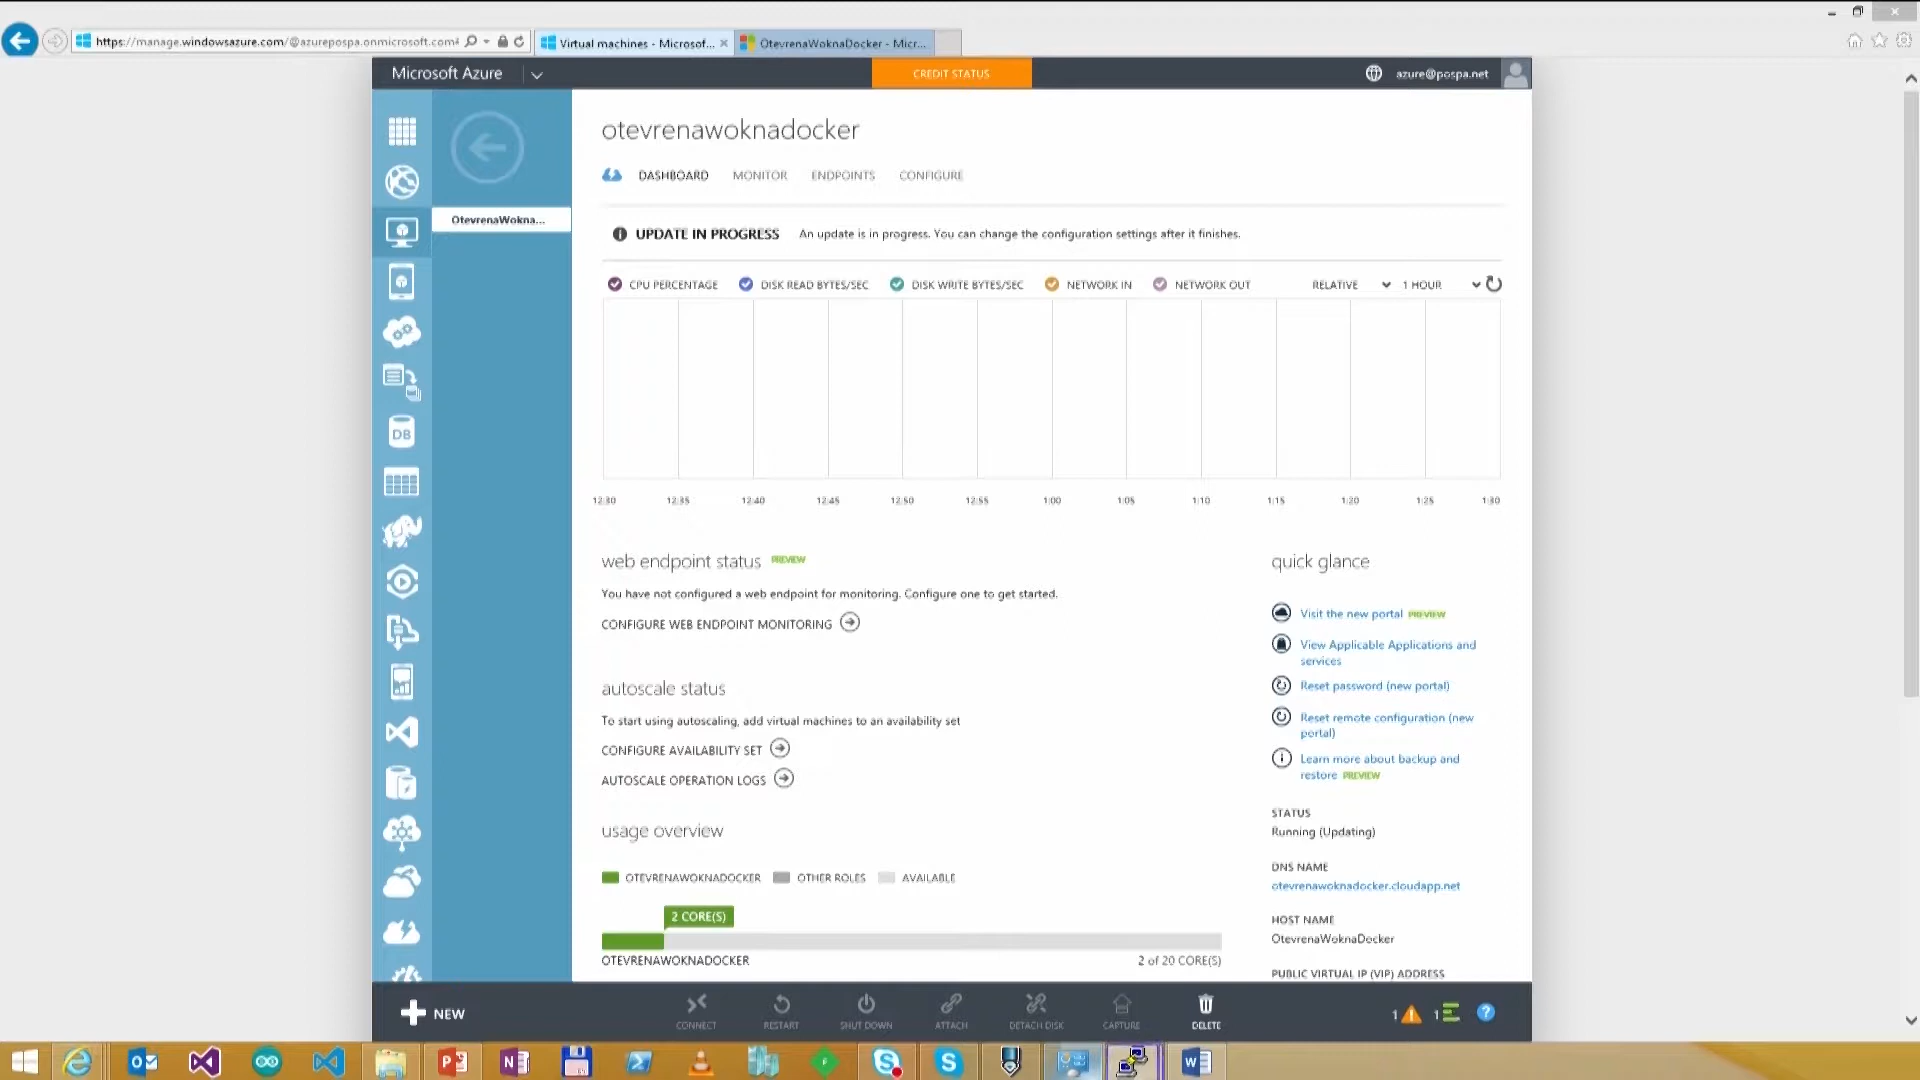 https://manage.windowsazure.com/@azurepospa.onmicrosoft.com
Virtual machines - Microsof...
OtevrenaWoknaDocker - Micr...
Microsoft Azure
CREDIT STATUS
azure@pospa.net
otevrenawoknadocker
DASHBOARD MONITOR ENDPOINTS CONFIGURE
OtevrenaWokna...
UPDATE IN PROGRESS An update is in progress. You can change the configuration settings after it finishes.
CPU PERCENTAGE DISK READ BYTES/SEC DISK WRITE BYTES/SEC NETWORK IN NETWORK OUT RELATIVE 1 HOUR
12:30 12:35 12:40 12:45 12:50 12:55 1:00 1:05 1:10 1:15 1:20 1:25 1:30
web endpoint status PREVIEW
You have not configured a web endpoint for monitoring. Configure one to get started.
CONFIGURE WEB ENDPOINT MONITORING
autoscale status
To start using autoscaling, add virtual machines to an availability set
CONFIGURE AVAILABILITY SET
AUTOSCALE OPERATION LOGS
usage overview
OTEVRENAWOKNADOCKER OTHER ROLES AVAILABLE
2 CORE(S)
OTEVRENAWOKNADOCKER
2 of 20 CORE(S)
quick glance
Visit the new portal PREVIEW
View Applicable Applications and
services
Reset password (new portal)
Reset remote configuration (new
portal)
Learn more about backup and
restore PREVIEW
STATUS
Running (Updating)
DNS NAME
otevrenawoknadocker.cloudapp.net
HOST NAME
OtevrenaWoknaDocker
PUBLIC VIRTUAL IP (VIP) ADDRESS
DB
NEW
CONNECT
RESTART
SHUT DOWN
ATTACH
DETACH DISK
CAPTURE
DELETE
1
1